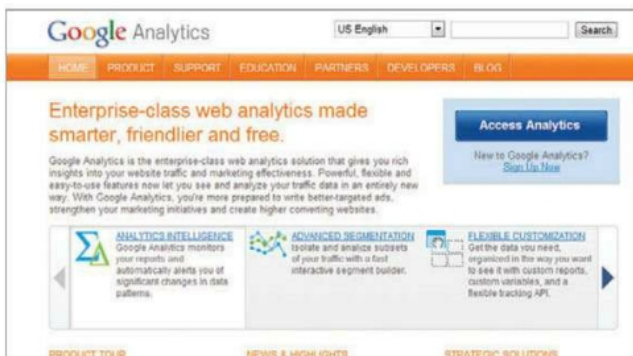 Google Analytics
US English
Search
HOME PRODUCT SUPPORT EDUCATION PARTNERS DEVELOPERS BLOG
Enterprise-class web analytics made
smarter, friendlier and free.
Google Analytics is the enterprise-class web analytics solution that gives you rich
insights into your website traffic and marketing effectiveness. Powerful, flexible and
easy-to-use features now let you see and analyze your traffic data in an entirely new
way. With Google Analytics, you're more prepared to write better-targeted ads,
strengthen your marketing initiatives and create higher converting websites.
Access Analytics
New to Google Analytics?
Sign Up Now
ANALYTICS INTELLIGENCE
Google Analytics monitors
your reports and
automatically alerts you of
significant changes in data
patterns.
ADVANCED SEGMENTATION
Isolate and analize subsets
of your traffic with a fast
interactive segment builder.
FLEXIBLE CUSTOMIZATION
Get the data you need,
organized in the way you want
to see it with custom reports,
custom variables, and a
flexible tracking API.
PRODUCT TOUR
NEWS & HIGHLIGHTS
STRATEGIC SOLUTIONS